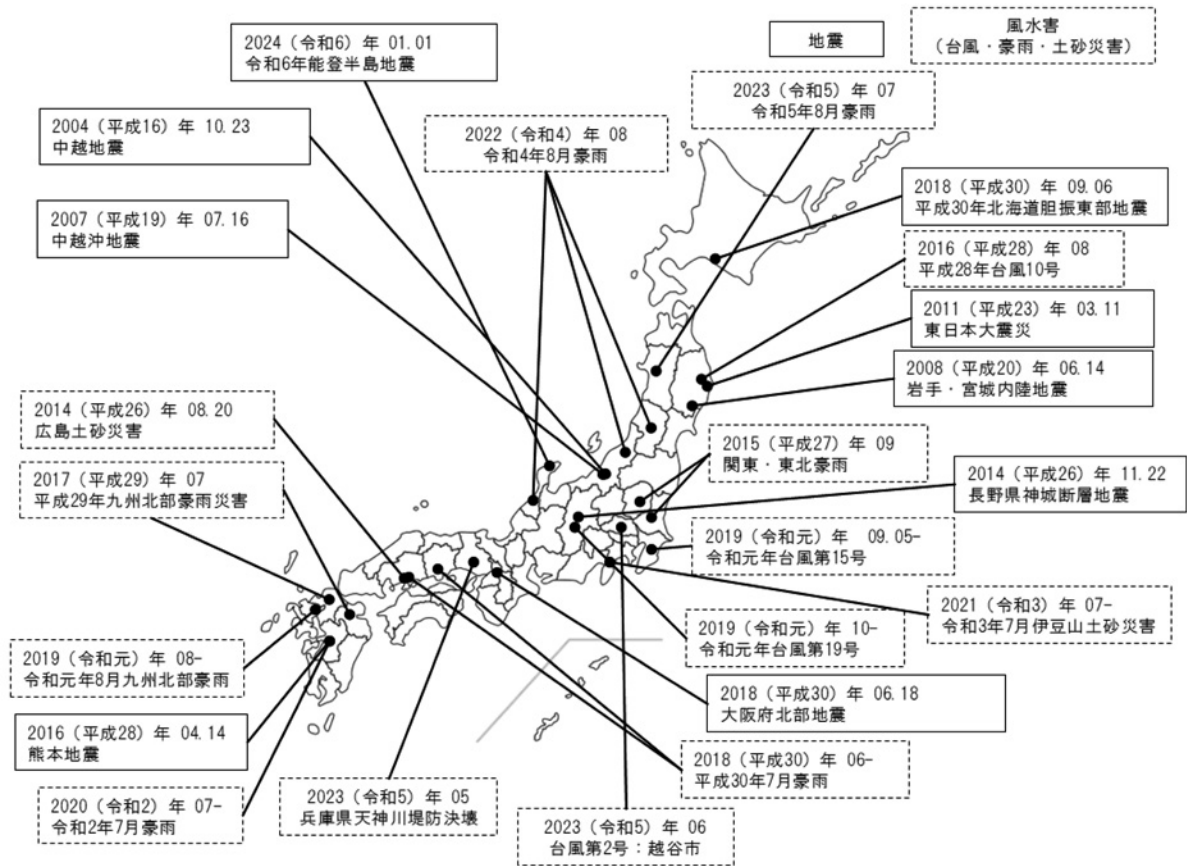 2024（令和6）年 01.01
令和6年能登半島地震
地震
風水害
（台風・豪雨・土砂災害）
2023（令和5）年 07
令和5年8月豪雨
2004（平成16）年 10.23
中越地震
2022（令和4）年 08
令和4年8月豪雨
2018（平成30）年 09.06
平成30年北海道胆振東部地震
2007（平成19）年 07.16
中越沖地震
2016（平成28）年 08
平成28年台風10号
2011（平成23）年 03.11
東日本大震災
2008（平成20）年 06.14
岩手・宮城内陸地震
2014（平成26）年 08.20
広島土砂災害
2015（平成27）年 09
関東・東北豪雨
2017（平成29）年 07
平成29年九州北部豪雨災害
2014（平成26）年 11.22
長野県神城断層地震
2019（令和元）年 09.05-
令和元年台風第15号
2021（令和3）年 07-
令和3年7月伊豆山土砂災害
2019（令和元）年 10-
令和元年台風第19号
2019（令和元）年 08-
令和元年8月九州北部豪雨
2018（平成30）年 06.18
大阪府北部地震
2016（平成28）年 04.14
熊本地震
2018（平成30）年 06-
平成30年7月豪雨
2023（令和5）年 05
兵庫県天神川堤防決壊
2020（令和2）年 07-
令和2年7月豪雨
2023（令和5）年 06
台風第2号：越谷市